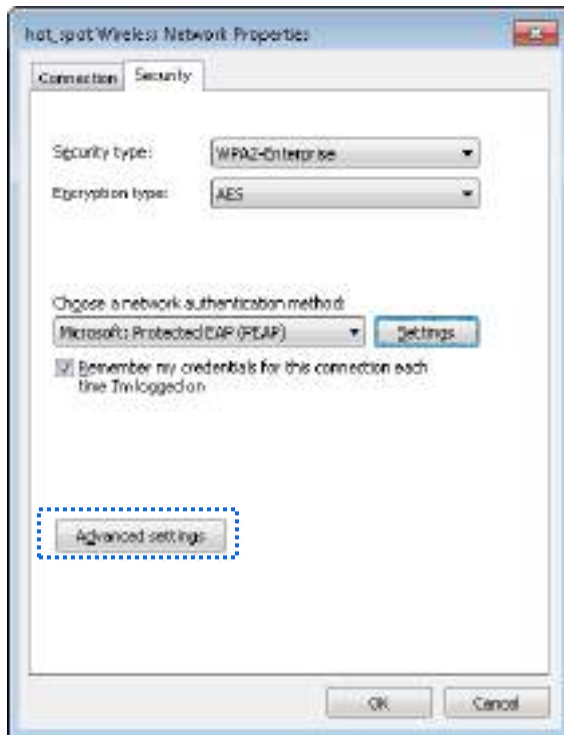 hot_spot Wireless Network Properties
Connection Security
Security type: WPA2-Enterprise
Encryption type: AES
Choose a network authentication method:
Microsoft: Protected EAP (PEAP) Settings
Remember my credentials for this connection each
time I'm logged on
Advanced settings
OK Cancel